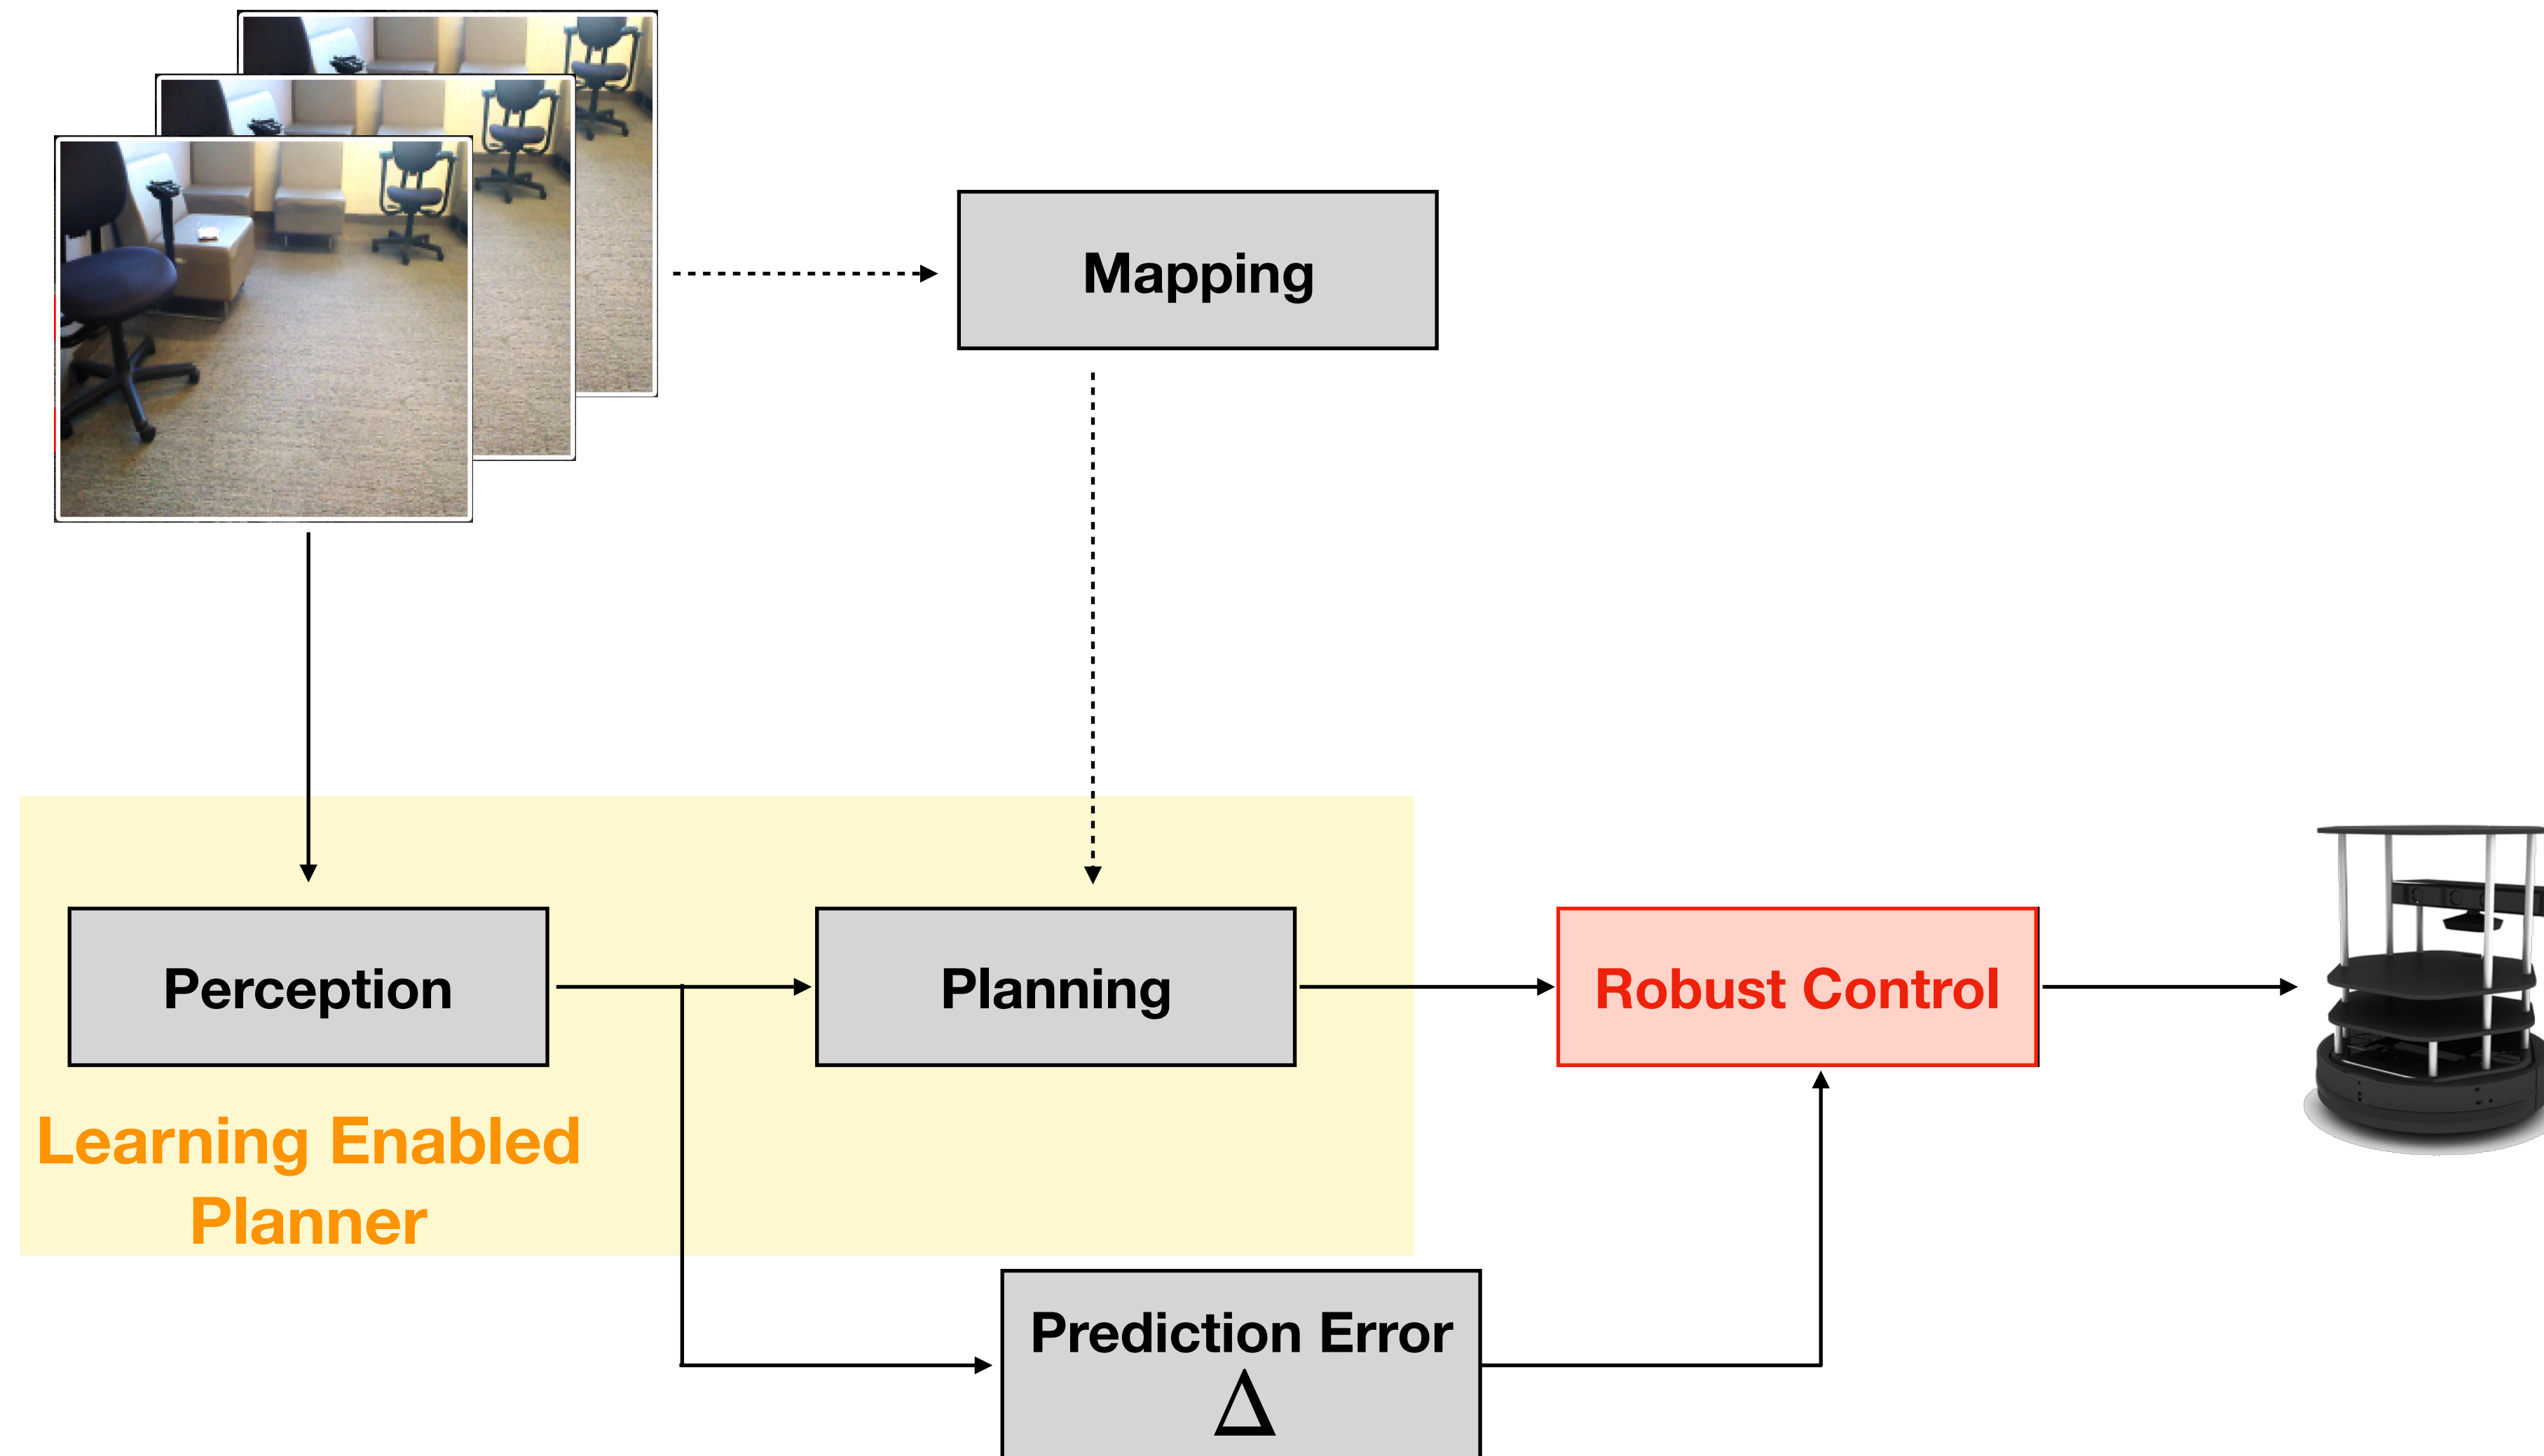 Mapping
Perception
Planning
Robust Control
Learning Enabled
Planner
Prediction Error
Δ